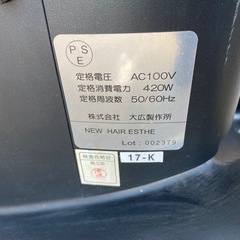 P S
E
定格電圧 AC100V
定格消費電力 420W
定格周波数 50/60Hz
株式会社 大広製作所
NEW HAIR ESTHE
Lot : 002379
17-K